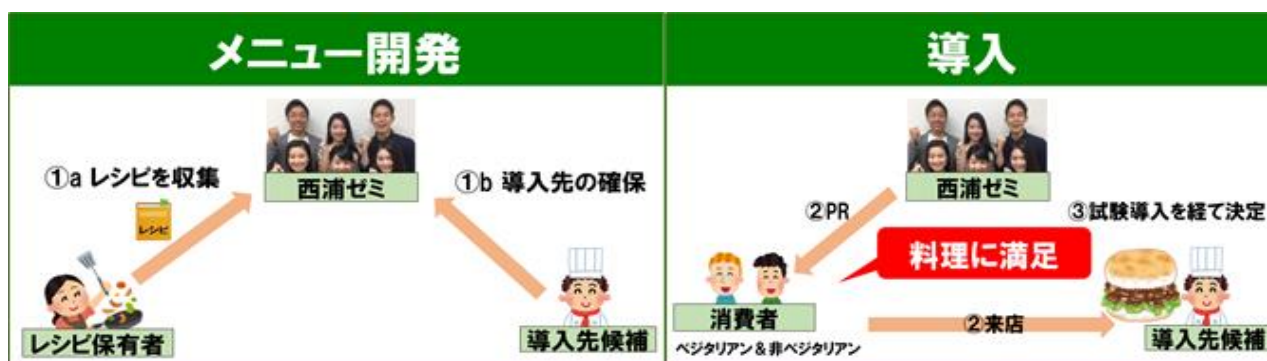 メニュー開発
①a レシピを収集
レシピ
西浦ゼミ
①b 導入先の確保
レシピ保有者
導入先候補
導入
西浦ゼミ
②PR
③試験導入を経て決定
料理に満足
消費者
ベジタリアン＆非ベジタリアン
②来店
導入先候補